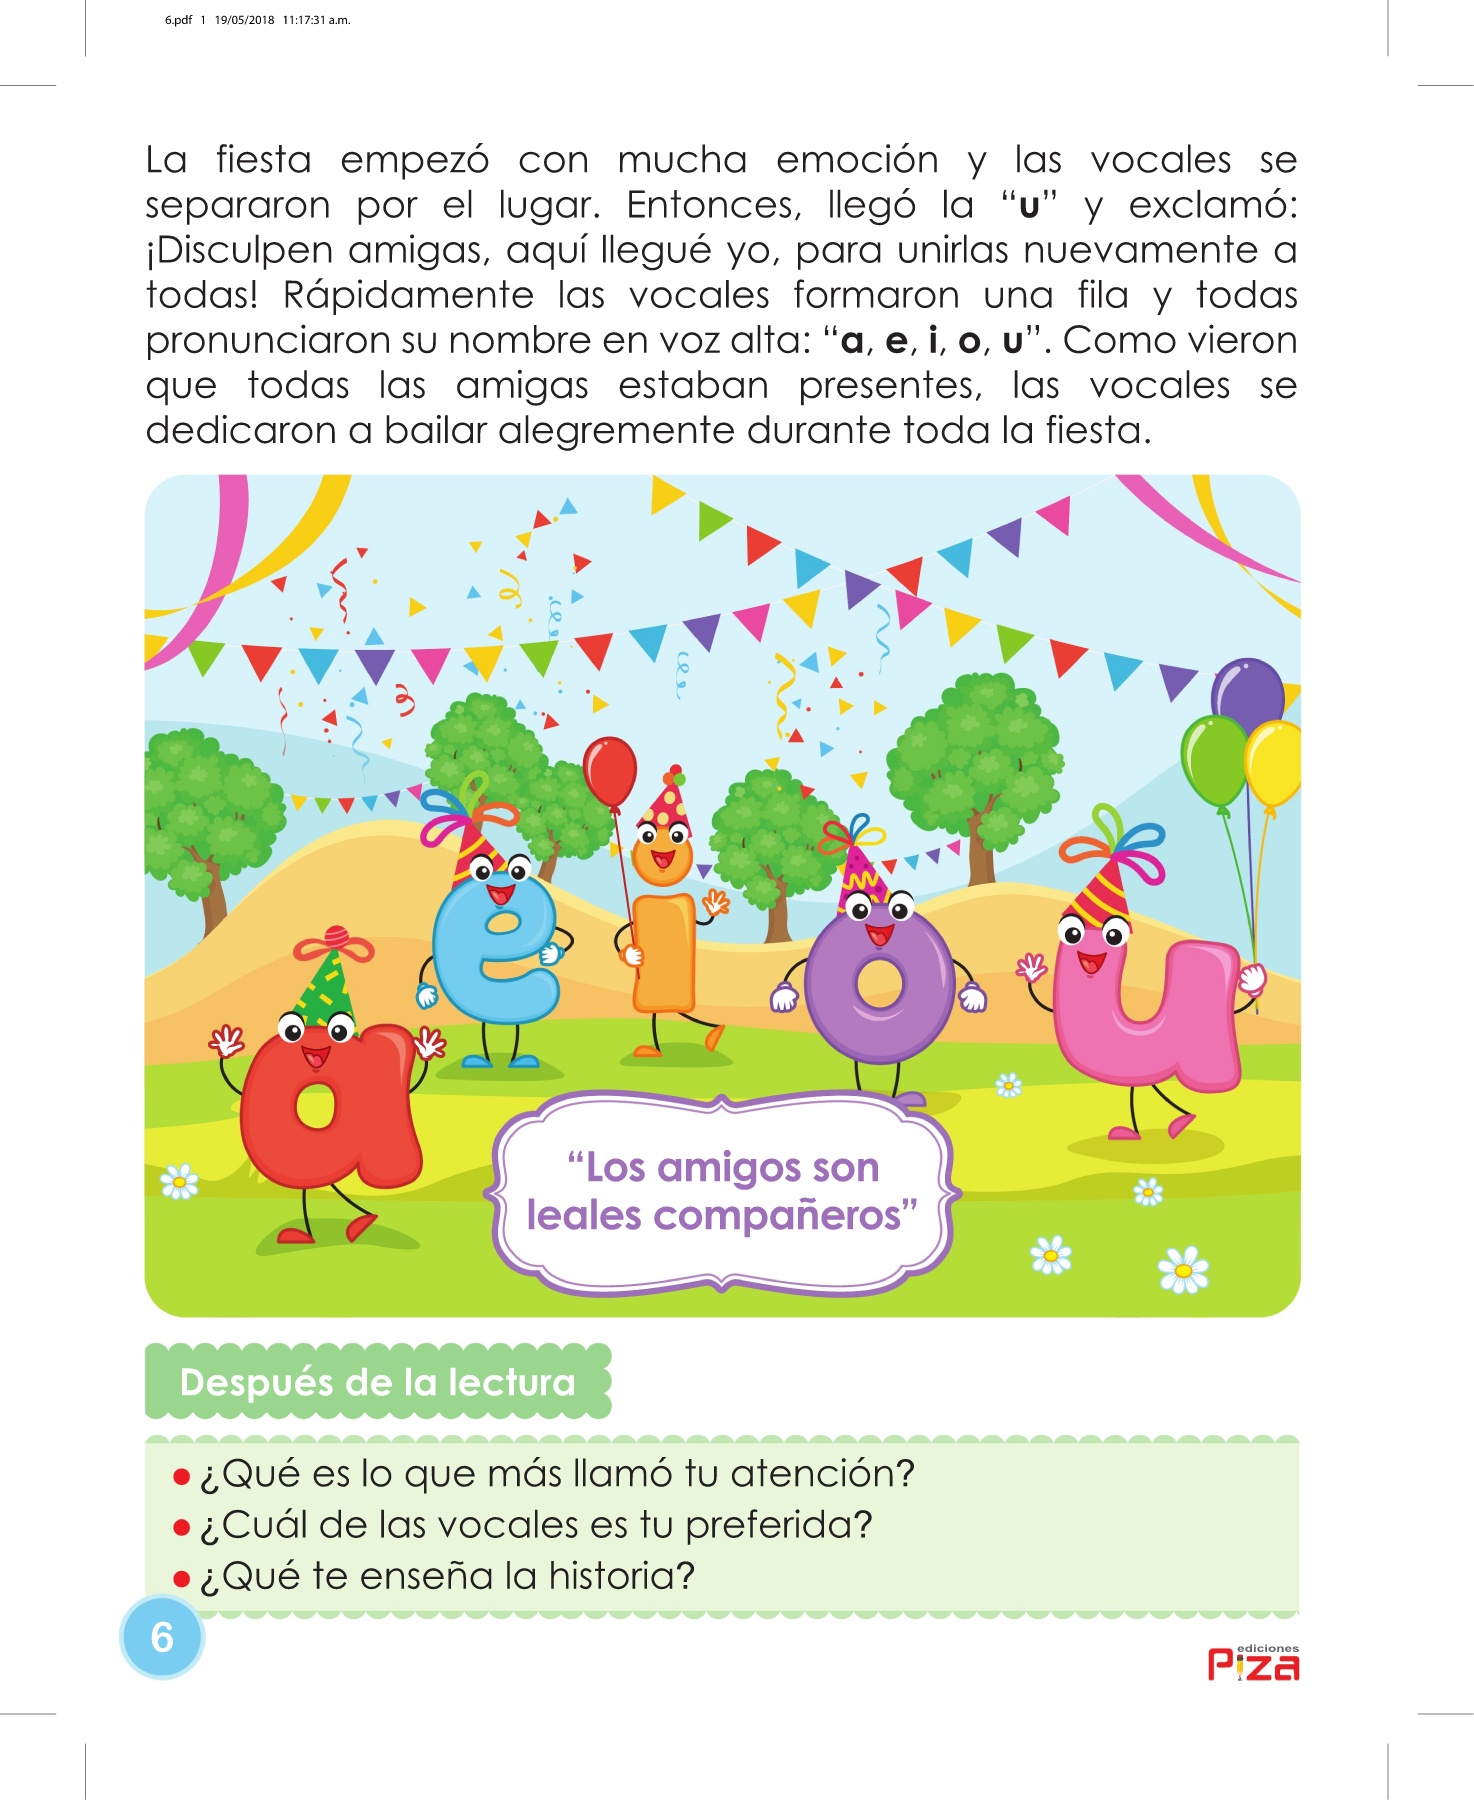 6.pdf 1 19/05/2018 11:17:31 a.m.
La fiesta empezó con mucha emoción y las vocales se
separaron por el lugar. Entonces, llegó la “u” y exclamó:
¡Disculpen amigas, aquí llegué yo, para unirlas nuevamente a
todas! Rápidamente las vocales formaron una fila y todas
pronunciaron su nombre en voz alta: “a, e, i, o, u”. Como vieron
que todas las amigas estaban presentes, las vocales se
dedicaron a bailar alegremente durante toda la fiesta.
a e i o u
“Los amigos son
leales compañeros”
Después de la lectura
● ¿Qué es lo que más llamó tu atención?
● ¿Cuál de las vocales es tu preferida?
● ¿Qué te enseña la historia?
6
ediciones
Piza